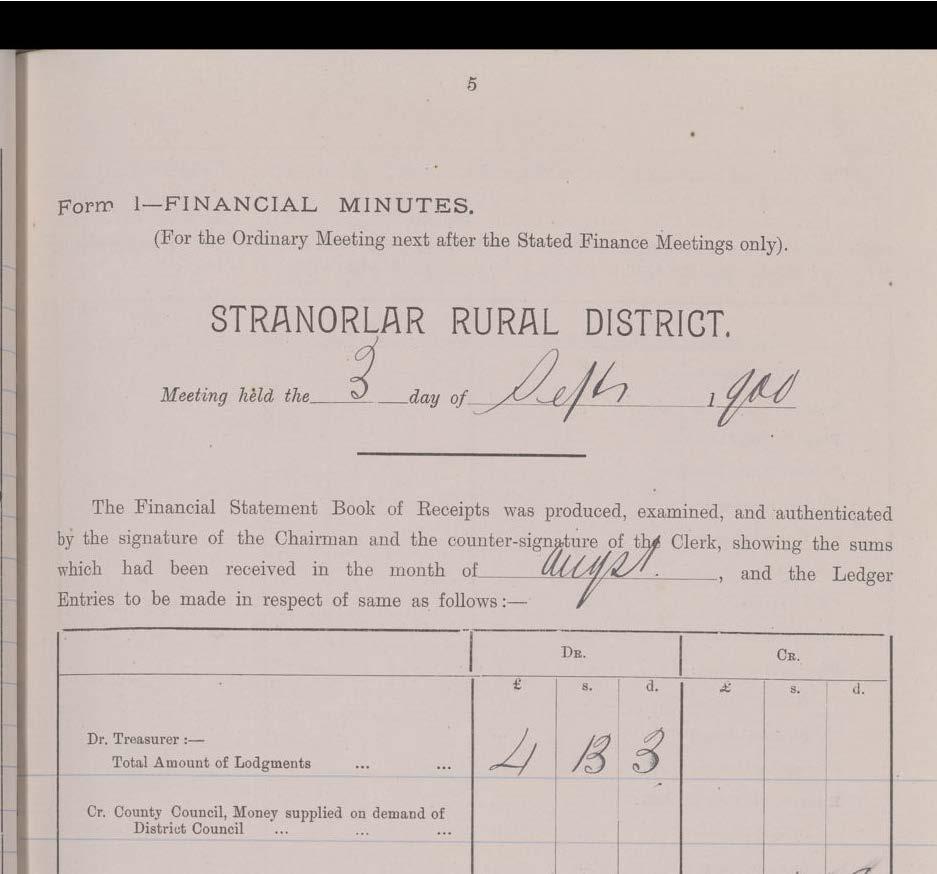 5
Form 1—FINANCIAL MINUTES.
(For the Ordinary Meeting next after the Stated Finance Meetings only).
STRANORLAR RURAL DISTRICT.
Meeting held the 3 day of Septr 1900
The Financial Statement Book of Receipts was produced, examined, and authenticated
by the signature of the Chairman and the counter-signature of the Clerk, showing the sums
which had been received in the month of Augst., and the Ledger
Entries to be made in respect of same as follows:—
DR. CR.
£ s. d. £ s. d.
Dr. Treasurer :—
Total Amount of Lodgments ... ... 4 13 3
Cr. County Council, Money supplied on demand of
District Council ... ... ...